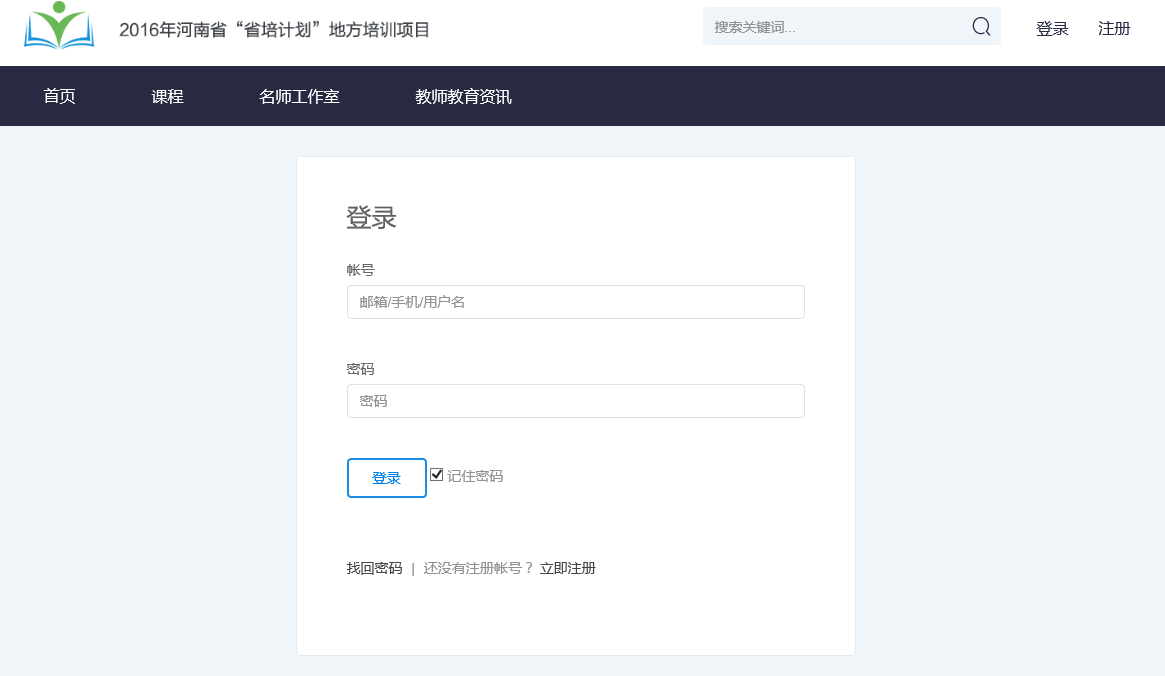 2016年河南省“省培计划”地方培训项目
搜索关键词...
登录 注册
首页 课程 名师工作室 教师教育资讯
登录
帐号
邮箱/手机/用户名
密码
密码
登录 记住密码
找回密码 | 还没有注册帐号？ 立即注册